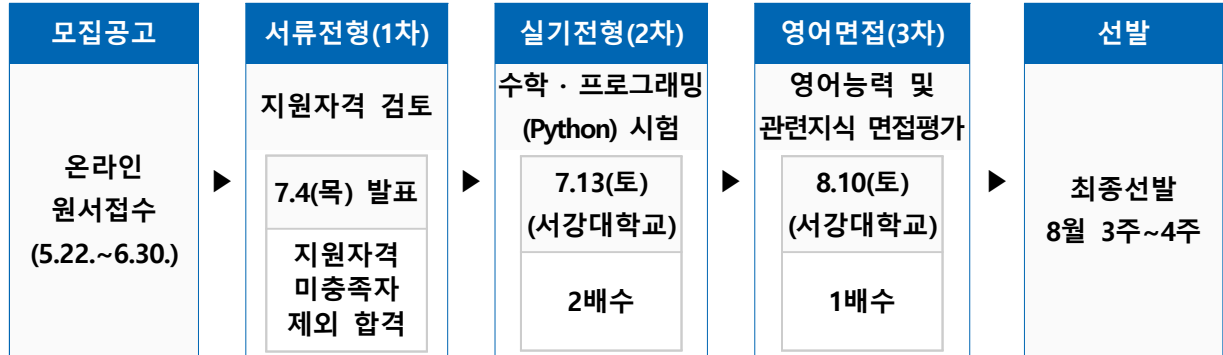 모집공고
온라인
원서접수
(5.22.~6.30.)
▶
서류전형(1차)
지원자격 검토
7.4(목) 발표
지원자격
미충족자
제외 합격
▶
실기전형(2차)
수학 · 프로그래밍
(Python) 시험
7.13(토)
(서강대학교)
2배수
▶
영어면접(3차)
영어능력 및
관련지식 면접평가
8.10(토)
(서강대학교)
1배수
▶
선발
최종선발
8월 3주~4주